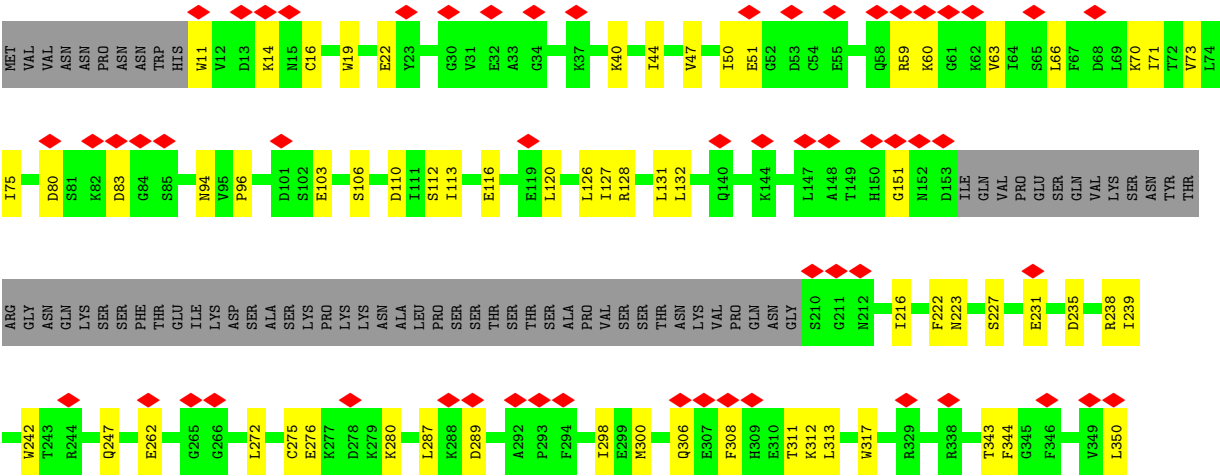 MET VAL VAL ASN ASN PRO ASN ASN TRP HIS W11 V12 D13 K14 N15 C16 W19 E22 Y23 G30 V31 E32 A33 G34 K37 K40 I44 V47 I50 E51 G52 D53 C54 E55 Q58 R59 K60 G61 K62 V63 I64 S65 L66 F67 D68 L69 K70 I71 T72 V73 L74
I75 D80 S81 K82 D83 G84 S85 N94 V95 P96 D101 S102 E103 S106 D110 I111 S112 I113 E116 E119 L120 L126 I127 R128 L131 L132 Q140 K144 L147 A148 T149 H150 G151 N152 D153 ILE GLN VAL PRO GLU SER GLN VAL LYS SER ASN TYR THR
ARG GLY ASN GLN LYS SER SER PHE THR GLU ILE LYS ASP SER ALA SER LYS PRO LYS LYS ASN ALA LEU PRO SER SER THR SER THR SER ALA PRO VAL SER SER THR ASN LYS VAL PRO GLN ASN GLY S210 G211 N212 I216 F222 N223 S227 E231 D235 R238 I239
W242 T243 R244 Q247 E262 G265 G266 L272 C275 E276 K277 D278 K279 K280 L287 K288 D289 A292 P293 F294 I298 E299 M300 Q306 E307 F308 H309 E310 T311 K312 L313 W317 R329 R338 T343 F344 G345 F346 V349 L350